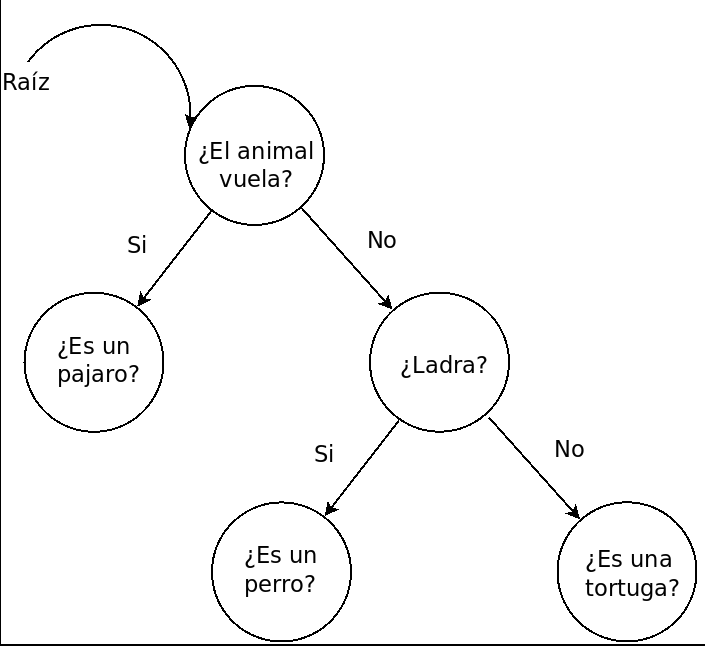 Raíz
¿El animal
vuela?
Si
No
¿Es un
pajaro?
¿Ladra?
Si
No
¿Es un
perro?
¿Es una
tortuga?